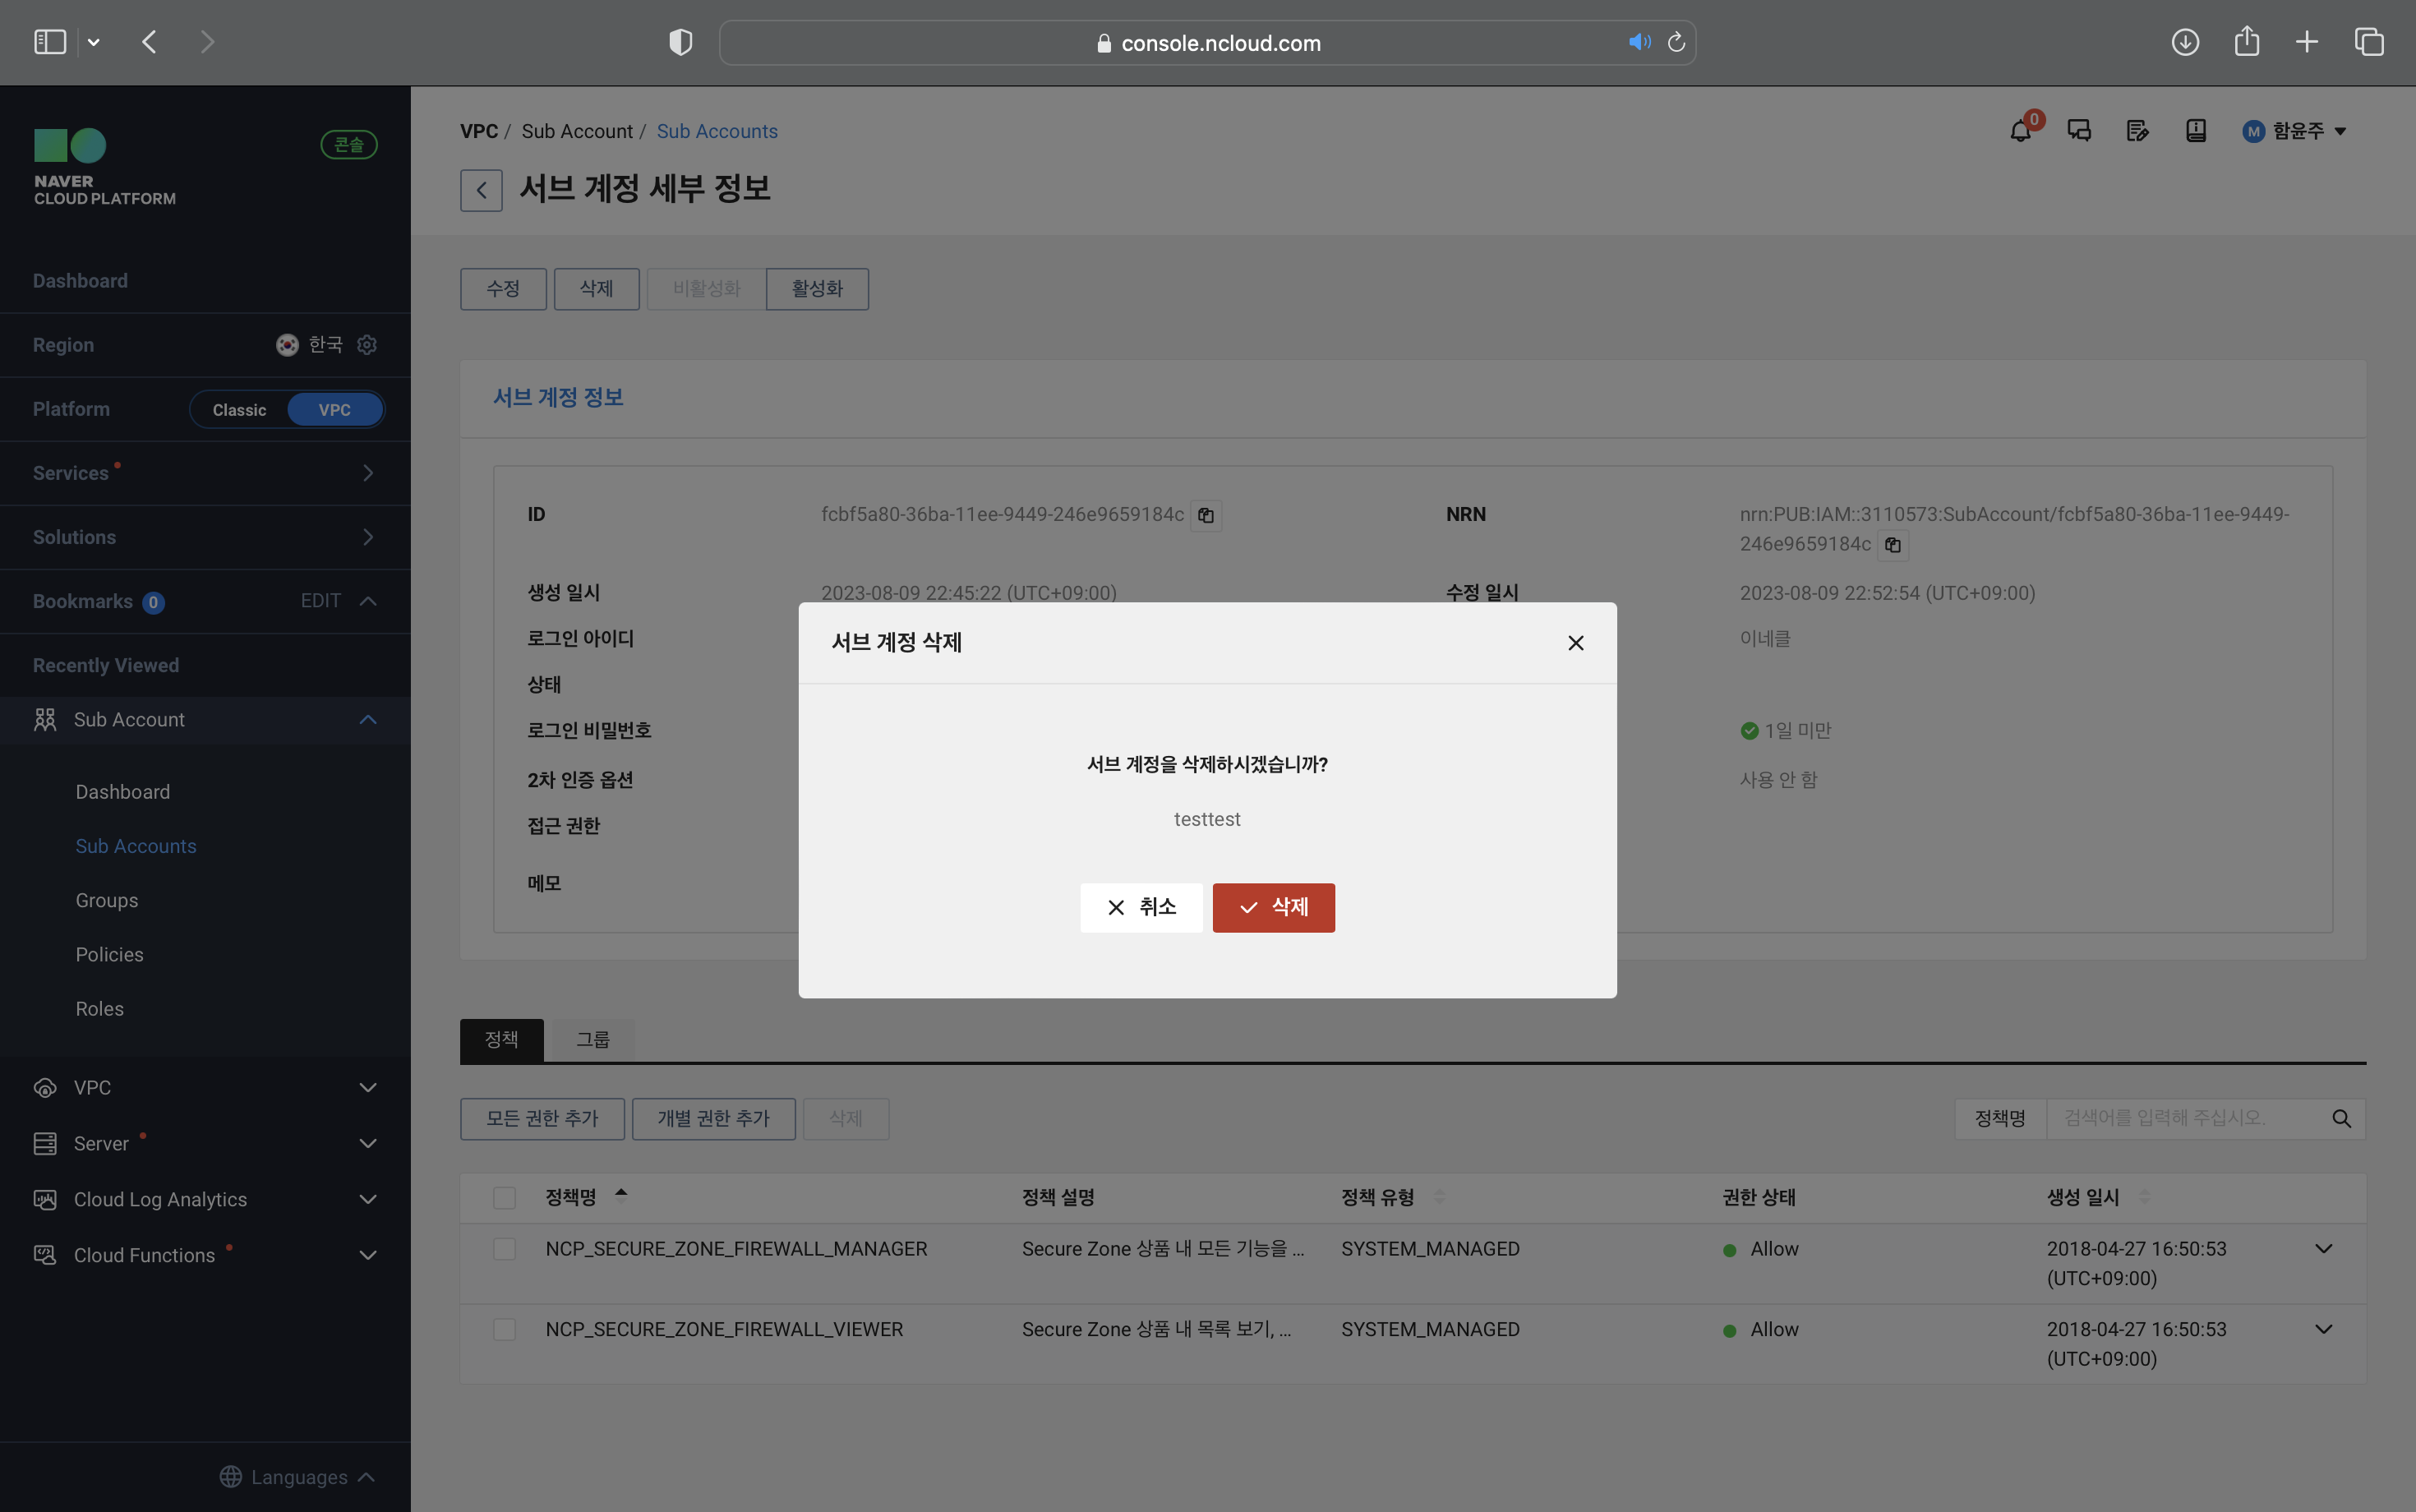 console.ncloud.com
NAVER
CLOUD PLATFORM
콘솔
Dashboard
Region
한국
Platform
Classic
VPC
Services
Solutions
Bookmarks 0 EDIT
Recently Viewed
Sub Account
Dashboard
Sub Accounts
Groups
Policies
Roles
VPC
Server
Cloud Log Analytics
Cloud Functions
Languages
VPC / Sub Account / Sub Accounts
0
M 함윤주
서브 계정 세부 정보
수정 삭제 비활성화 활성화
서브 계정 정보
ID fcbf5a80-36ba-11ee-9449-246e9659184c
NRN nrn:PUB:IAM::3110573:SubAccount/fcbf5a80-36ba-11ee-9449-
246e9659184c
생성 일시 2023-08-09 22:45:22 (UTC+09:00)
수정 일시 2023-08-09 22:52:54 (UTC+09:00)
로그인 아이디
이네클
상태
로그인 비밀번호
1일 미만
2차 인증 옵션
사용 안 함
접근 권한
메모
서브 계정 삭제
서브 계정을 삭제하시겠습니까?
testtest
취소 삭제
정책 그룹
모든 권한 추가 개별 권한 추가 삭제
정책명 검색어를 입력해 주십시오.
정책명 정책 설명 정책 유형 권한 상태 생성 일시
NCP_SECURE_ZONE_FIREWALL_MANAGER Secure Zone 상품 내 모든 기능을 ... SYSTEM_MANAGED Allow 2018-04-27 16:50:53
(UTC+09:00)
NCP_SECURE_ZONE_FIREWALL_VIEWER Secure Zone 상품 내 목록 보기, ... SYSTEM_MANAGED Allow 2018-04-27 16:50:53
(UTC+09:00)